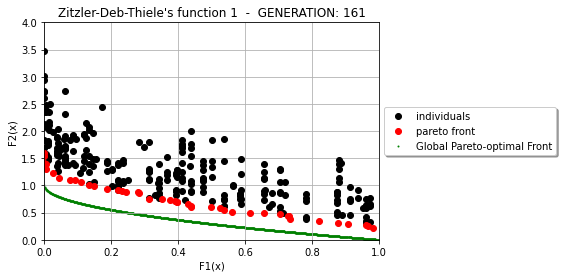 Zitzler-Deb-Thiele's function 1  -  GENERATION: 161
F2(x)
4.0
3.5
3.0
2.5
2.0
1.5
1.0
0.5
0.0
0.0 0.2 0.4 0.6 0.8 1.0
F1(x)
individuals
pareto front
Global Pareto-optimal Front